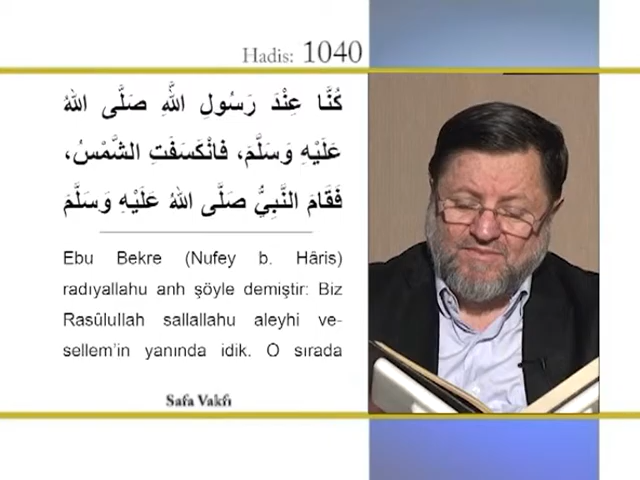 Hadis: 1040
كُنَّا عِنْدَ رَسُولِ اللَّهِ صَلَّى اللهُ
عَلَيْهِ وَسَلَّمَ، فَانْكَسَفَتِ الشَّمْسُ،
فَقَامَ النَّبِيُّ صَلَّى اللهُ عَلَيْهِ وَسَلَّمَ
Ebu Bekre (Nufey b. Hâris)
radıyallahu anh şöyle demiştir: Biz
Rasûlullah sallallahu aleyhi ve-
sellem'in yanında idik. O sırada
Safa Vakfı